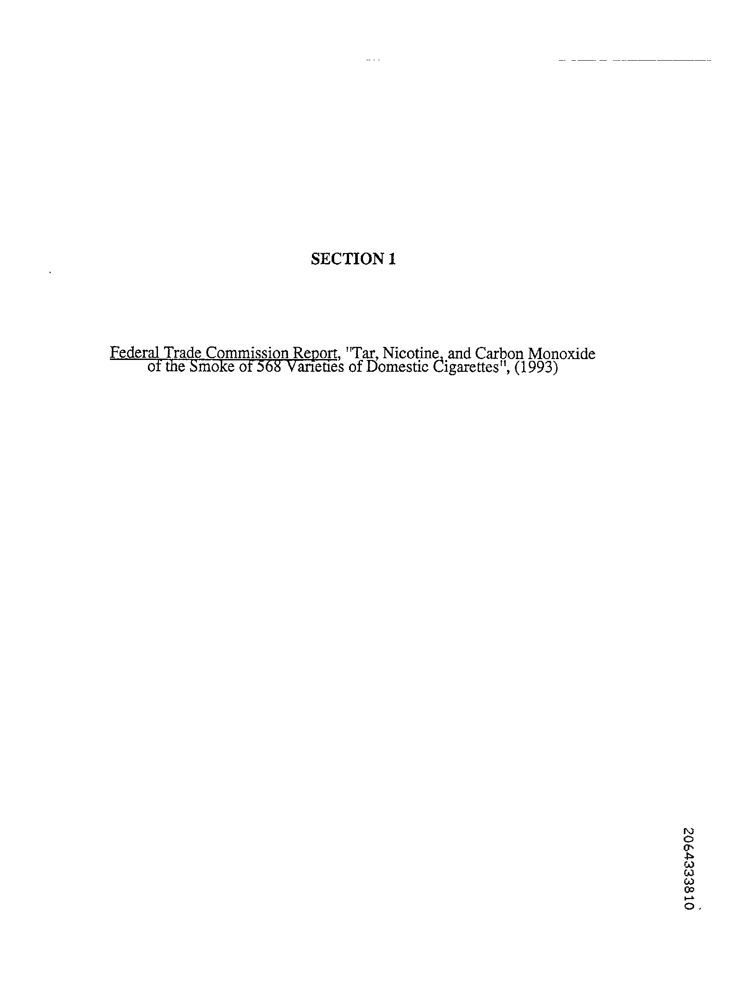 SECTION 1
Federal Trade Commission Report, "Tar, Nicotine, and Carbon Monoxide
of the Smoke of 568 Varieties of Domestic Cigarettes", (1993)
2064333810